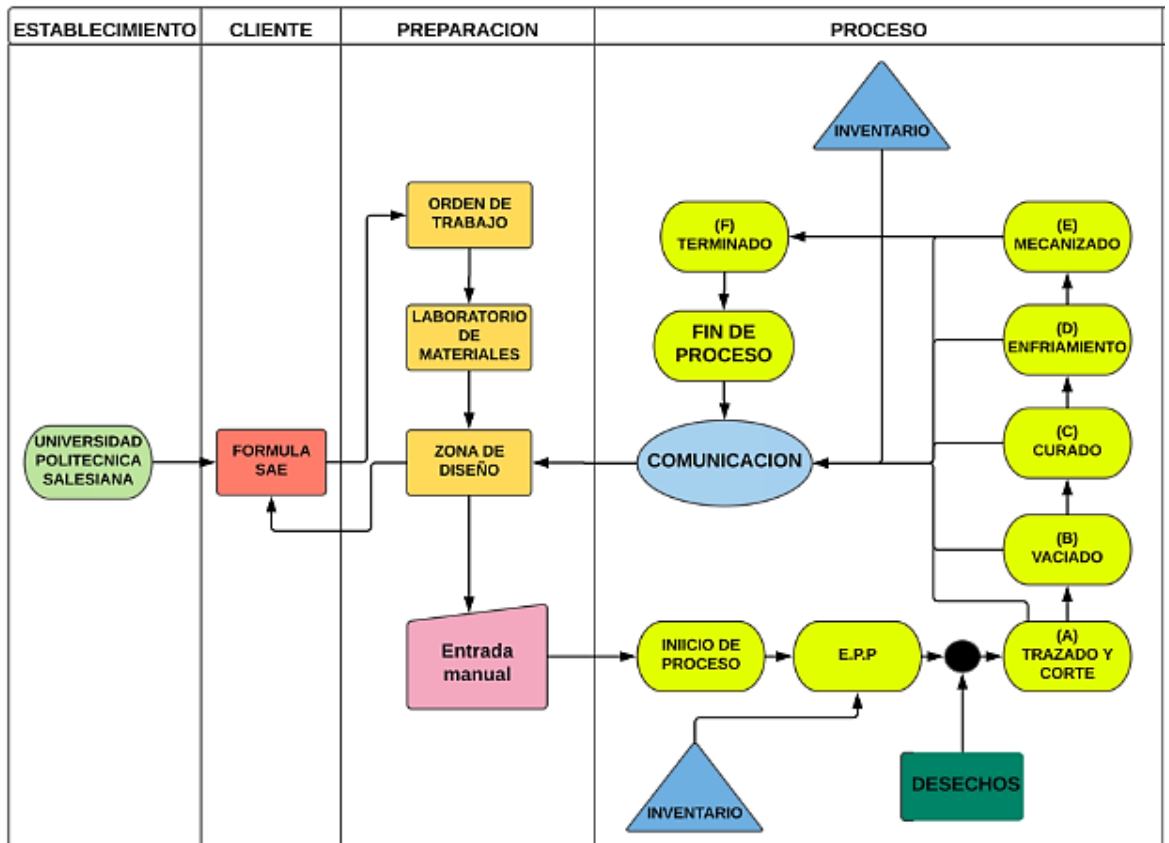 ESTABLECIMIENTO
CLIENTE
PREPARACION
PROCESO
INVENTARIO
ORDEN DE
TRABAJO
(F)
TERMINADO
(E)
MECANIZADO
LABORATORIO
DE
MATERIALES
FIN DE
PROCESO
(D)
ENFRIAMIENTO
UNIVERSIDAD
POLITECNICA
SALESIANA
FORMULA
SAE
ZONA DE
DISEÑO
COMUNICACION
(C)
CURADO
(B)
VACIADO
Entrada
manual
INIICIO DE
PROCESO
E.P.P
(A)
TRAZADO Y
CORTE
INVENTARIO
DESECHOS